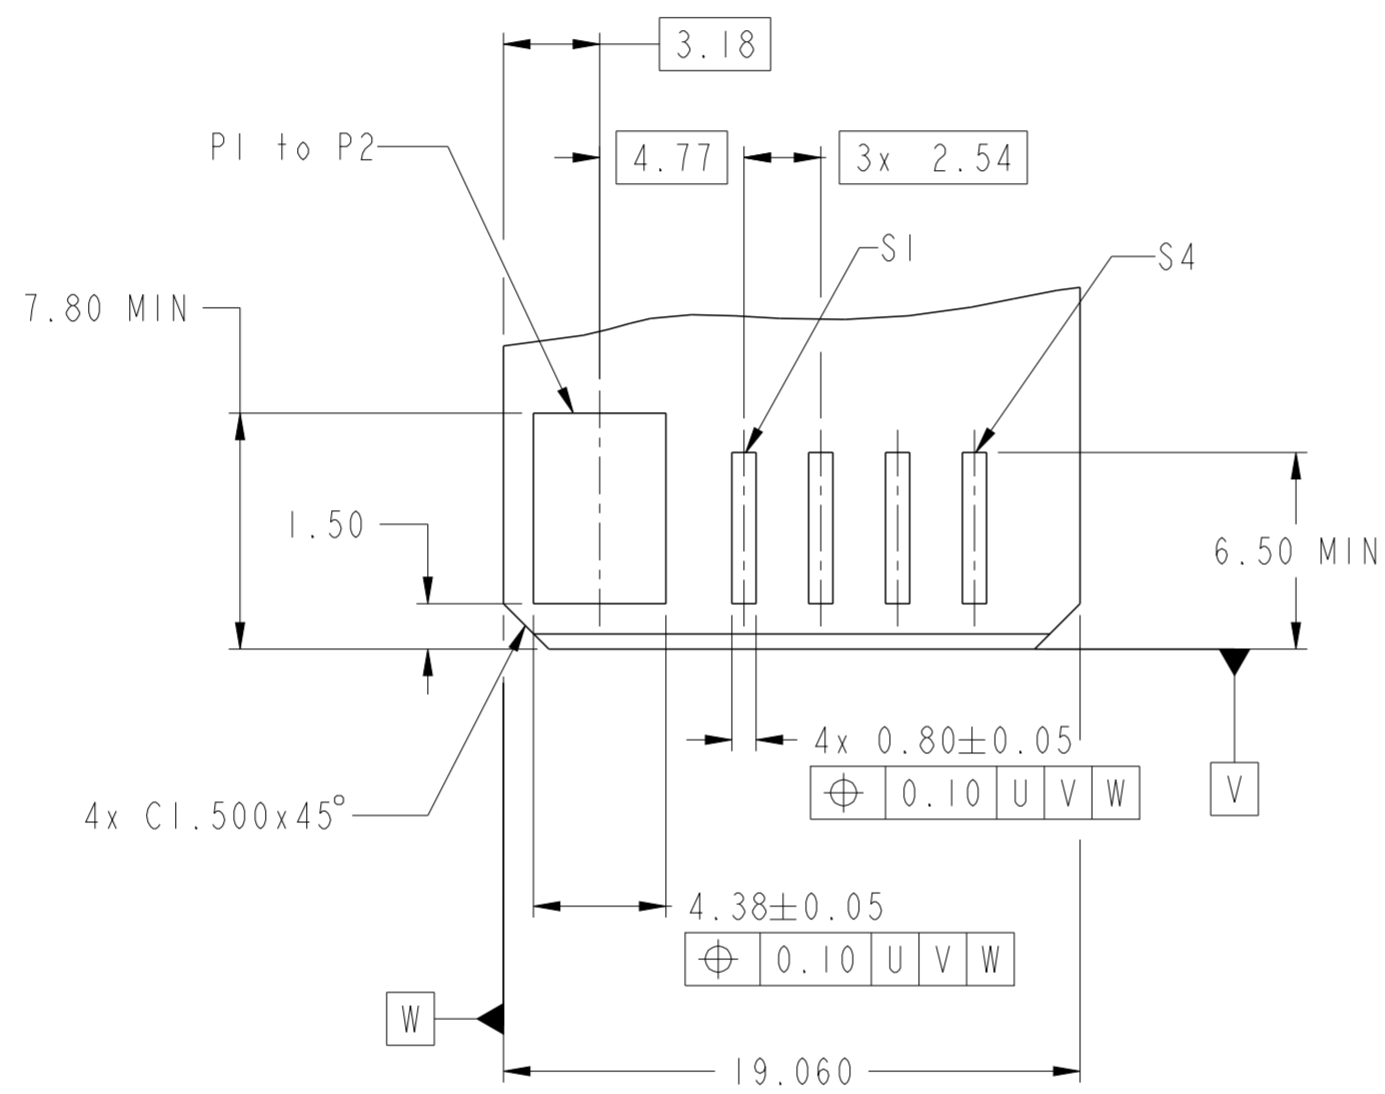 3.18
P1 to P2
4.77
3x 2.54
S1
S4
7.80 MIN
1.50
6.50 MIN
4x 0.80±0.05
⌖ 0.10 U V W
V
4x C1.500x45°
4.38±0.05
⌖ 0.10 U V W
W
19.060